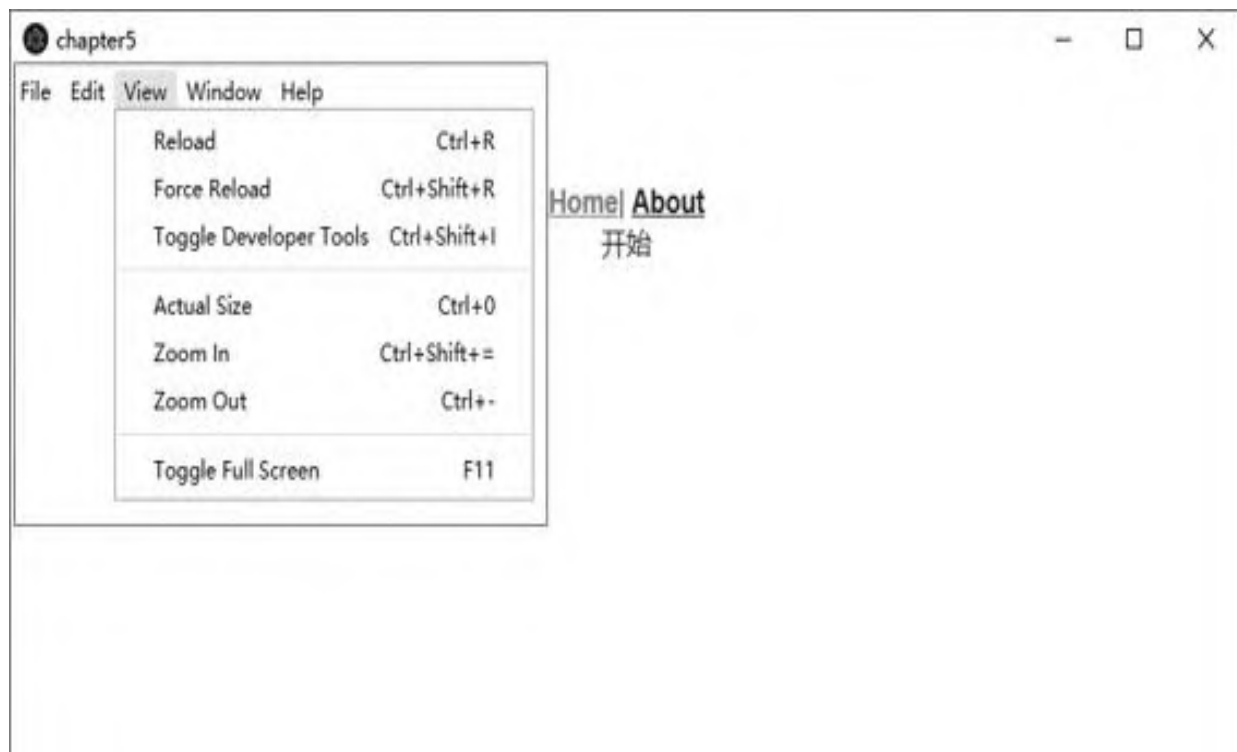 chapter5
File Edit View Window Help
Reload Ctrl+R
Force Reload Ctrl+Shift+R
Home| About
Toggle Developer Tools Ctrl+Shift+I
开始
Actual Size Ctrl+0
Zoom In Ctrl+Shift+=
Zoom Out Ctrl+-
Toggle Full Screen F11